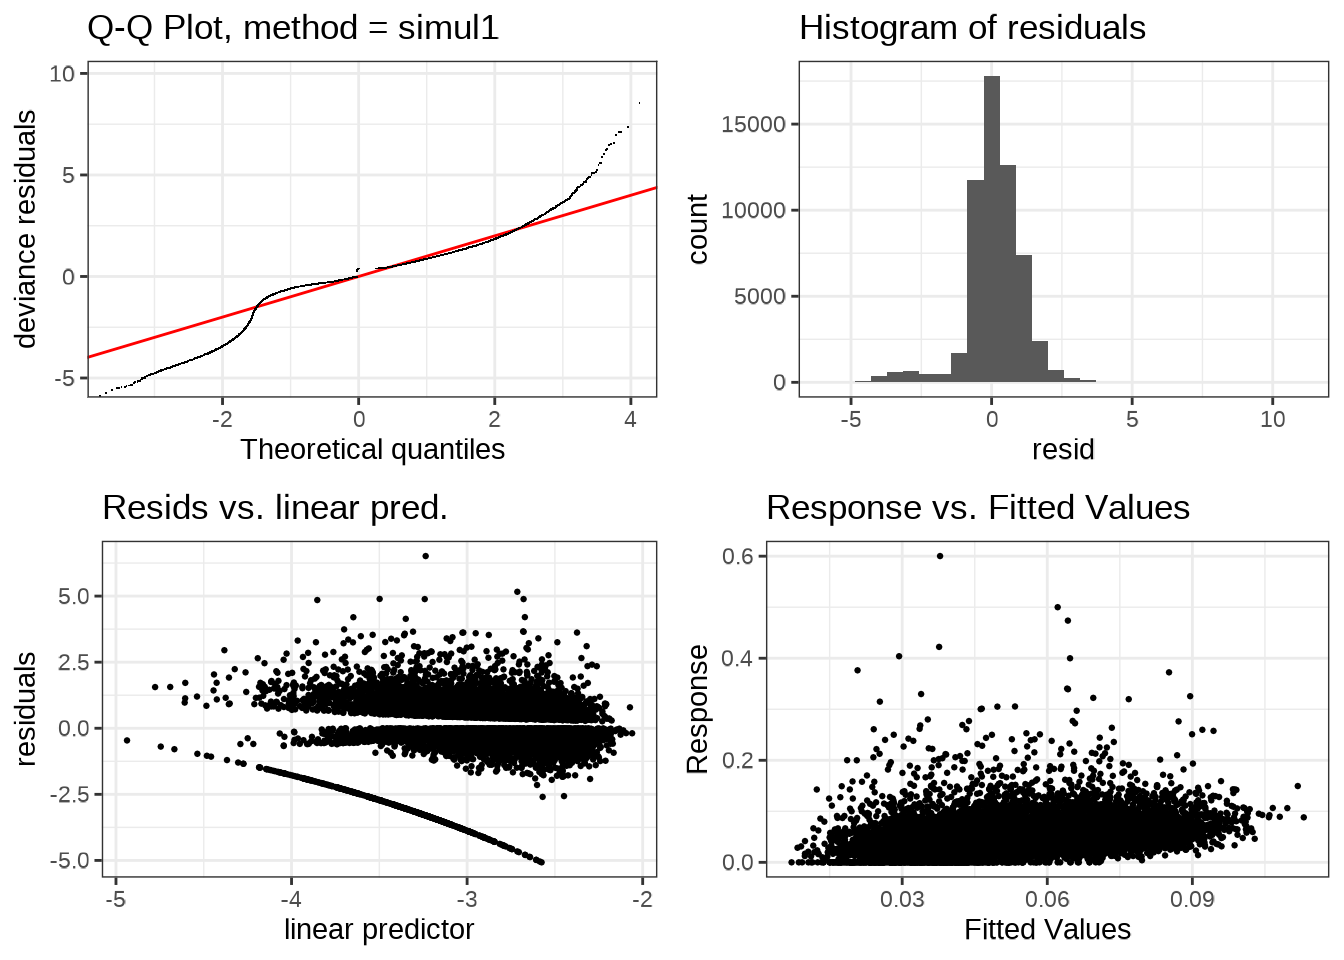 Q-Q Plot, method = simul1
10
5
0
-5
deviance residuals
-2
0
2
4
Theoretical quantiles
Histogram of residuals
15000
10000
5000
0
count
-5
0
5
10
resid
Resids vs. linear pred.
5.0
2.5
0.0
-2.5
-5.0
residuals
-5
-4
-3
-2
linear predictor
Response vs. Fitted Values
0.6
0.4
0.2
0.0
Response
0.03
0.06
0.09
Fitted Values